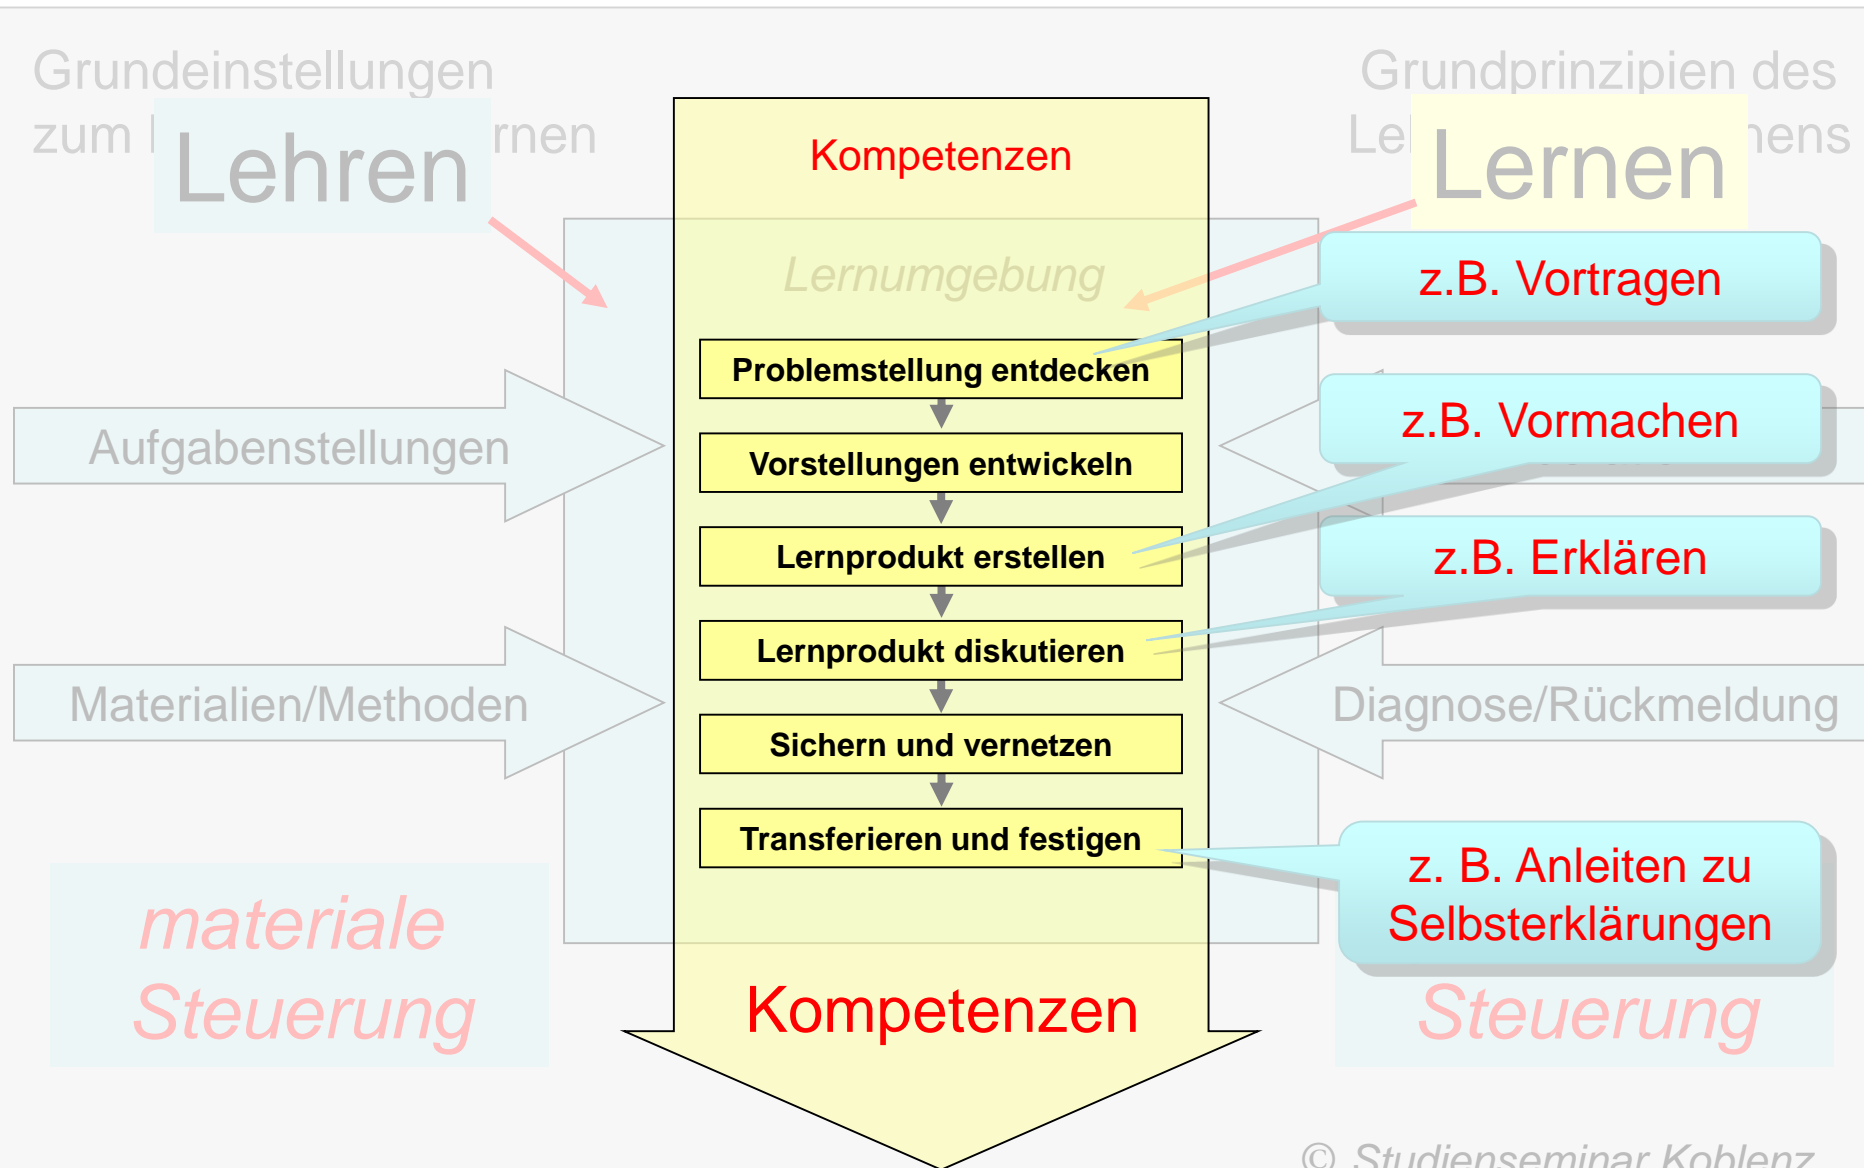 Grundeinstellungen
zum rnen
Lehren
Grundprinzipien des
Le hens
Lernen
Kompetenzen
Lernumgebung
z.B. Vortragen
Problemstellung entdecken
z.B. Vormachen
Aufgabenstellungen
Vorstellungen entwickeln
Lernprodukt erstellen
z.B. Erklären
Lernprodukt diskutieren
Materialien/Methoden
Diagnose/Rückmeldung
Sichern und vernetzen
Transferieren und festigen
z. B. Anleiten zu
Selbsterklärungen
materiale
Steuerung
Kompetenzen
Steuerung
© Studienseminar Koblenz